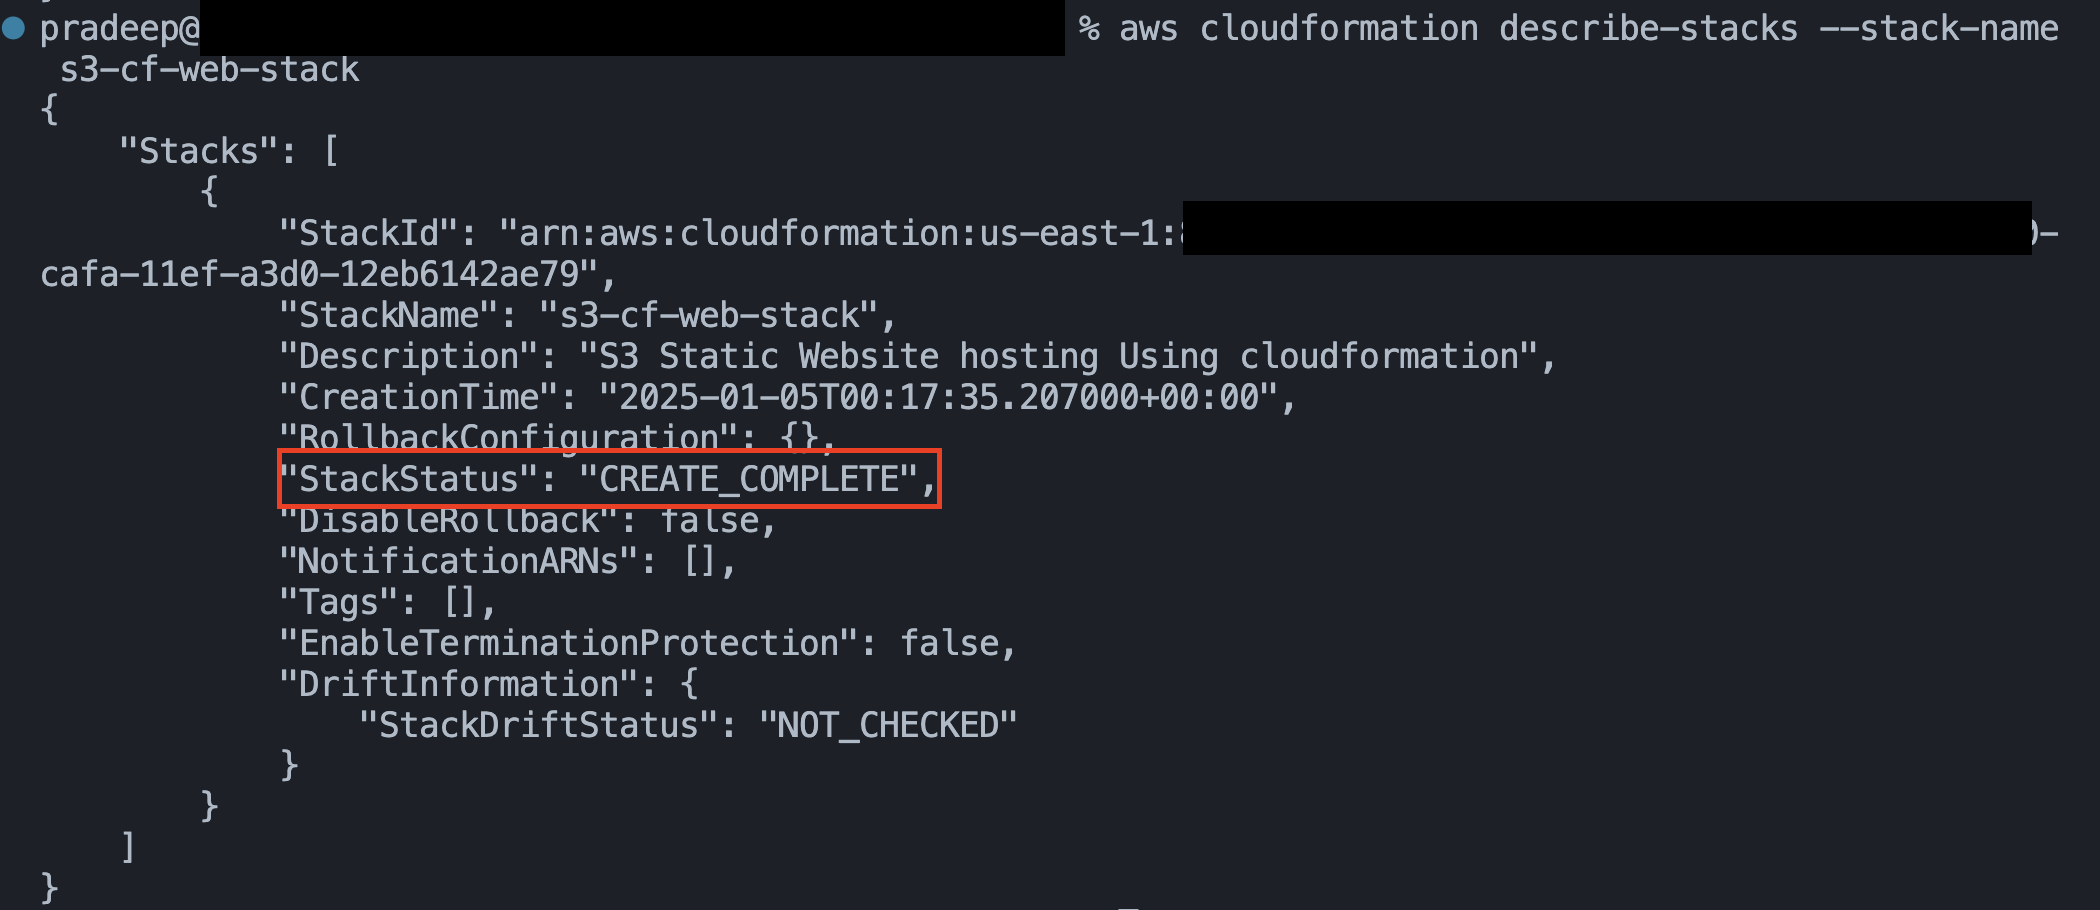 pradeep@ % aws cloudformation describe-stacks --stack-name
s3-cf-web-stack
{
    "Stacks": [
        {
            "StackId": "arn:aws:cloudformation:us-east-1:
cafa-11ef-a3d0-12eb6142ae79",
            "StackName": "s3-cf-web-stack",
            "Description": "S3 Static Website hosting Using cloudformation",
            "CreationTime": "2025-01-05T00:17:35.207000+00:00",
            "RollbackConfiguration": {},
            "StackStatus": "CREATE_COMPLETE",
            "DisableRollback": false,
            "NotificationARNs": [],
            "Tags": [],
            "EnableTerminationProtection": false,
            "DriftInformation": {
                "StackDriftStatus": "NOT_CHECKED"
            }
        }
    ]
}